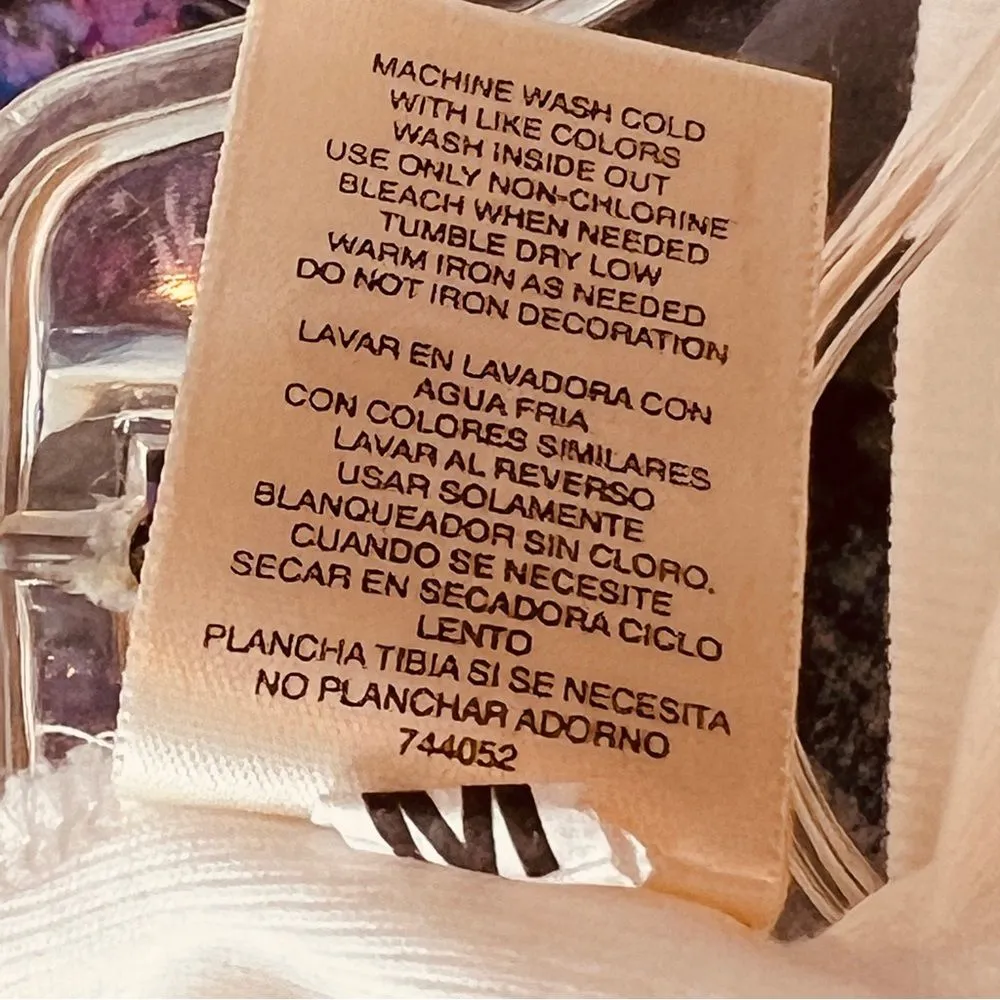 MACHINE WASH COLD
WITH LIKE COLORS
WASH INSIDE OUT
USE ONLY NON-CHLORINE
BLEACH WHEN NEEDED
TUMBLE DRY LOW
WARM IRON AS NEEDED
DO NOT IRON DECORATION
LAVAR EN LAVADORA CON
AGUA FRIA
CON COLORES SIMILARES
LAVAR AL REVERSO
USAR SOLAMENTE
BLANQUEADOR SIN CLORO.
CUANDO SE NECESITE
SECAR EN SECADORA CICLO
LENTO
PLANCHA TIBIA SI SE NECESITA
NO PLANCHAR ADORNO
744052